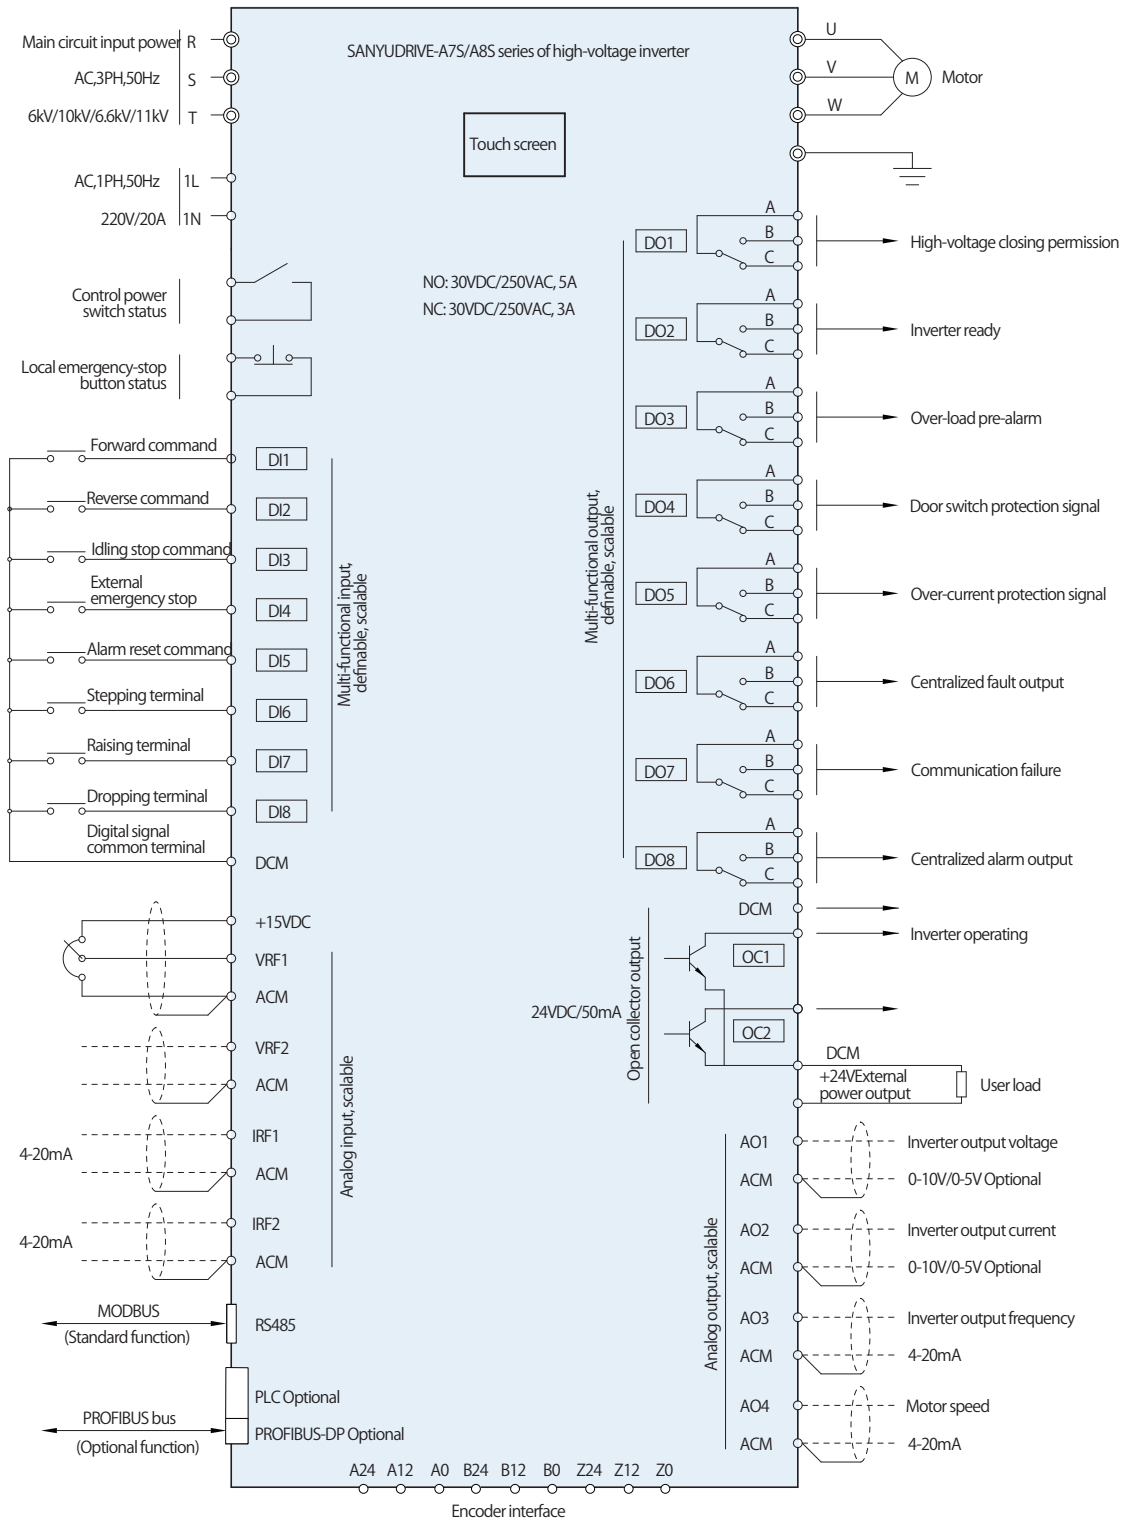 SANYUDRIVE-A7S/A8S series of high-voltage inverter
Touch screen
Main circuit input power R
AC,3PH,50Hz S
6kV/10kV/6.6kV/11kV T
AC,1PH,50Hz 1L
220V/20A 1N
Control power
switch status
Local emergency-stop
button status
NO: 30VDC/250VAC, 5A
NC: 30VDC/250VAC, 3A
Forward command DI1
Reverse command DI2
Idling stop command DI3
External
emergency stop DI4
Alarm reset command DI5
Stepping terminal DI6
Raising terminal DI7
Dropping terminal DI8
Digital signal
common terminal DCM
Multi-functional input,
definable, scalable
+15VDC
VRF1
ACM
VRF2
ACM
IRF1
4-20mA
ACM
IRF2
4-20mA
ACM
Analog input, scalable
MODBUS
(Standard function)
RS485
PLC Optional
PROFIBUS bus
(Optional function)
PROFIBUS-DP Optional
U
V
W
M
Motor
Multi-functional output,
definable, scalable
DO1 A B C High-voltage closing permission
DO2 A B C Inverter ready
DO3 A B C Over-load pre-alarm
DO4 A B C Door switch protection signal
DO5 A B C Over-current protection signal
DO6 A B C Centralized fault output
DO7 A B C Communication failure
DO8 A B C Centralized alarm output
DCM
Open collector output
24VDC/50mA
OC1 Inverter operating
OC2
DCM
+24VExternal
power output
User load
Analog output, scalable
AO1 Inverter output voltage
ACM 0-10V/0-5V Optional
AO2 Inverter output current
ACM 0-10V/0-5V Optional
AO3 Inverter output frequency
ACM 4-20mA
AO4 Motor speed
ACM 4-20mA
A24 A12 A0 B24 B12 B0 Z24 Z12 Z0
Encoder interface